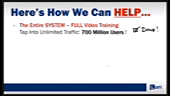 Here's How We Can HELP...
- The Entire SYSTEM – FULL Video Training
Tap Into Unlimited Traffic: 700 Million Users! ☑ Done!